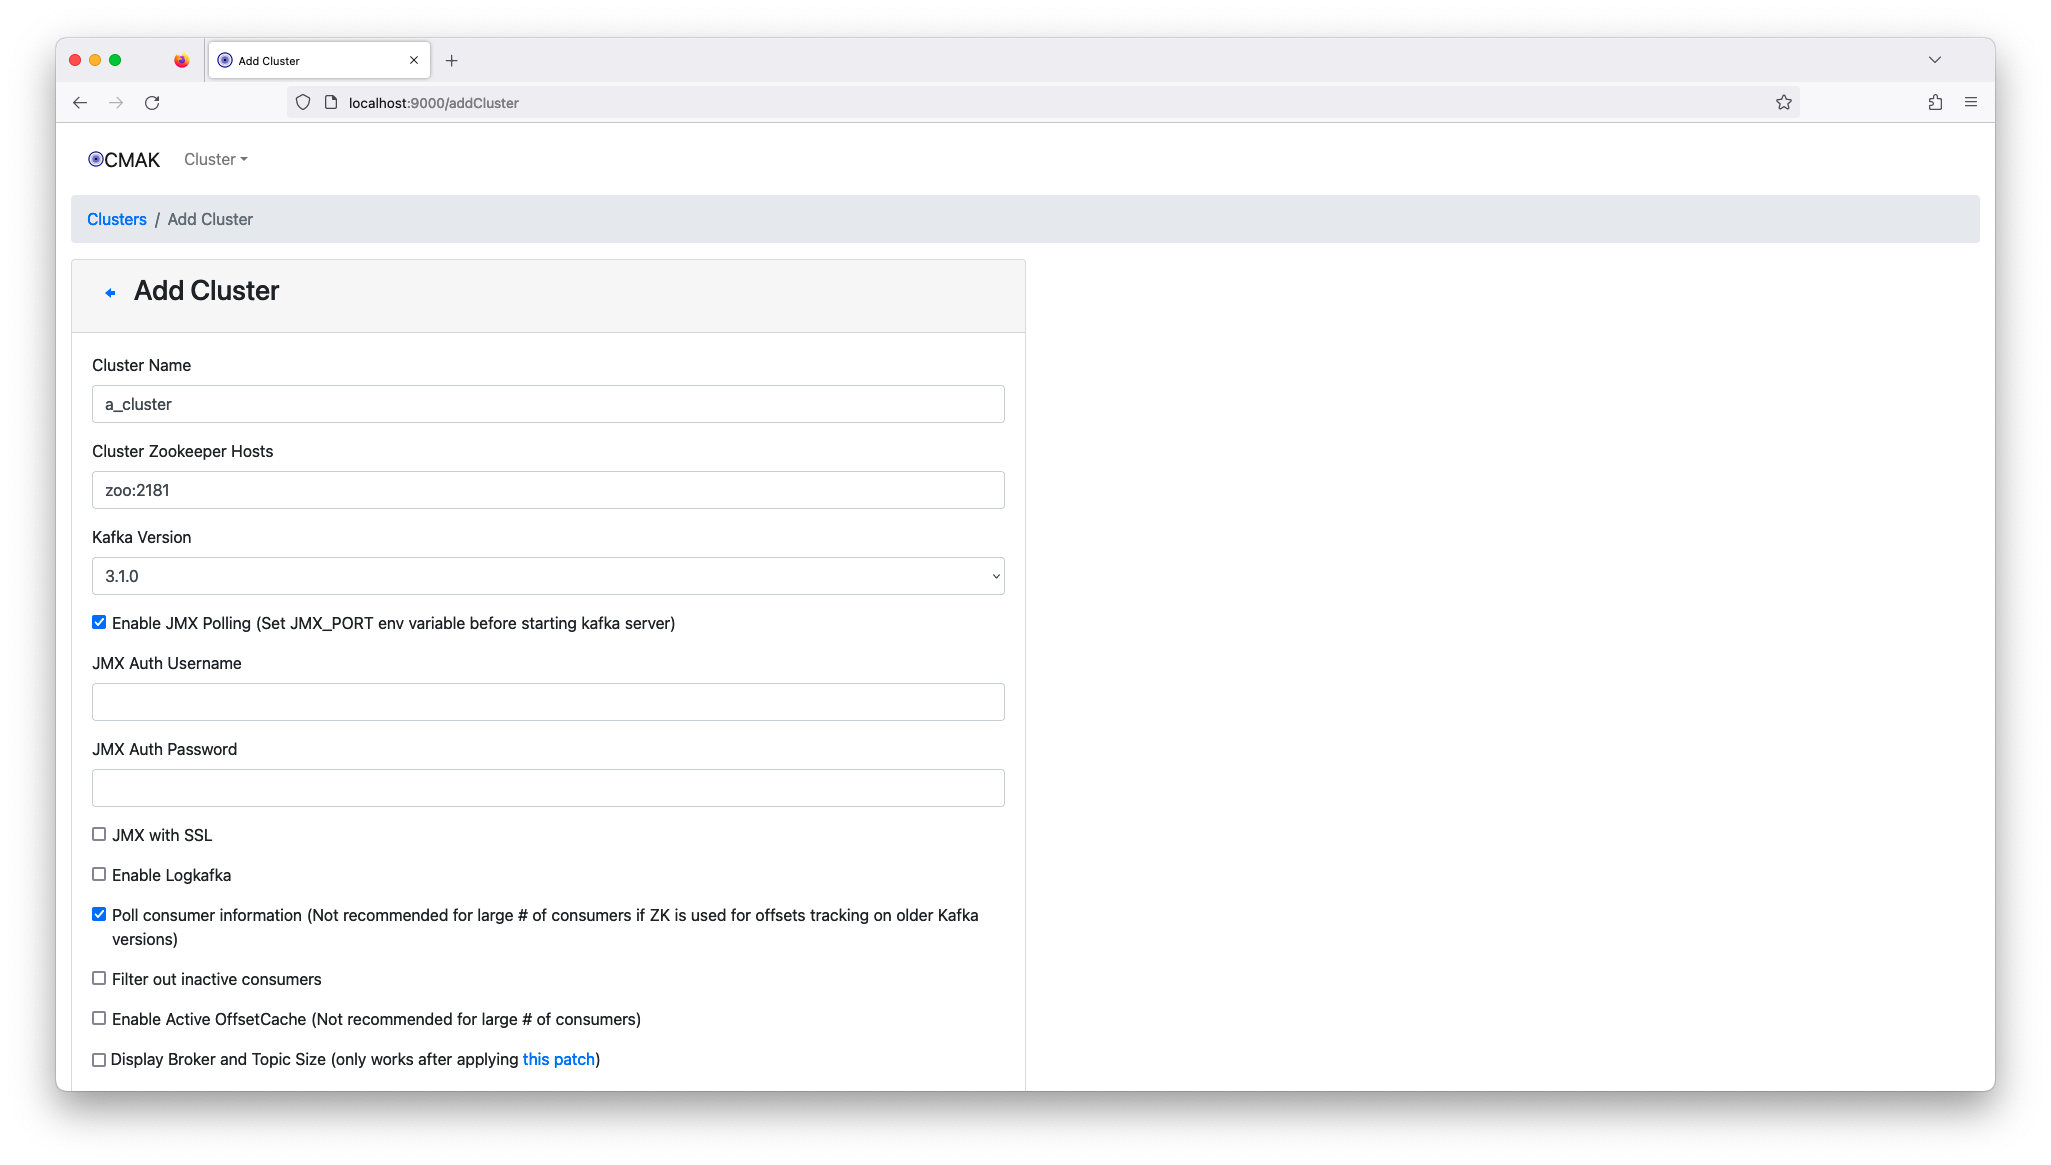 Add Cluster
localhost:9000/addCluster
CMAK Cluster
Clusters / Add Cluster
Add Cluster
Cluster Name
a_cluster
Cluster Zookeeper Hosts
zoo:2181
Kafka Version
3.1.0
Enable JMX Polling (Set JMX_PORT env variable before starting kafka server)
JMX Auth Username
JMX Auth Password
JMX with SSL
Enable Logkafka
Poll consumer information (Not recommended for large # of consumers if ZK is used for offsets tracking on older Kafka
versions)
Filter out inactive consumers
Enable Active OffsetCache (Not recommended for large # of consumers)
Display Broker and Topic Size (only works after applying this patch)